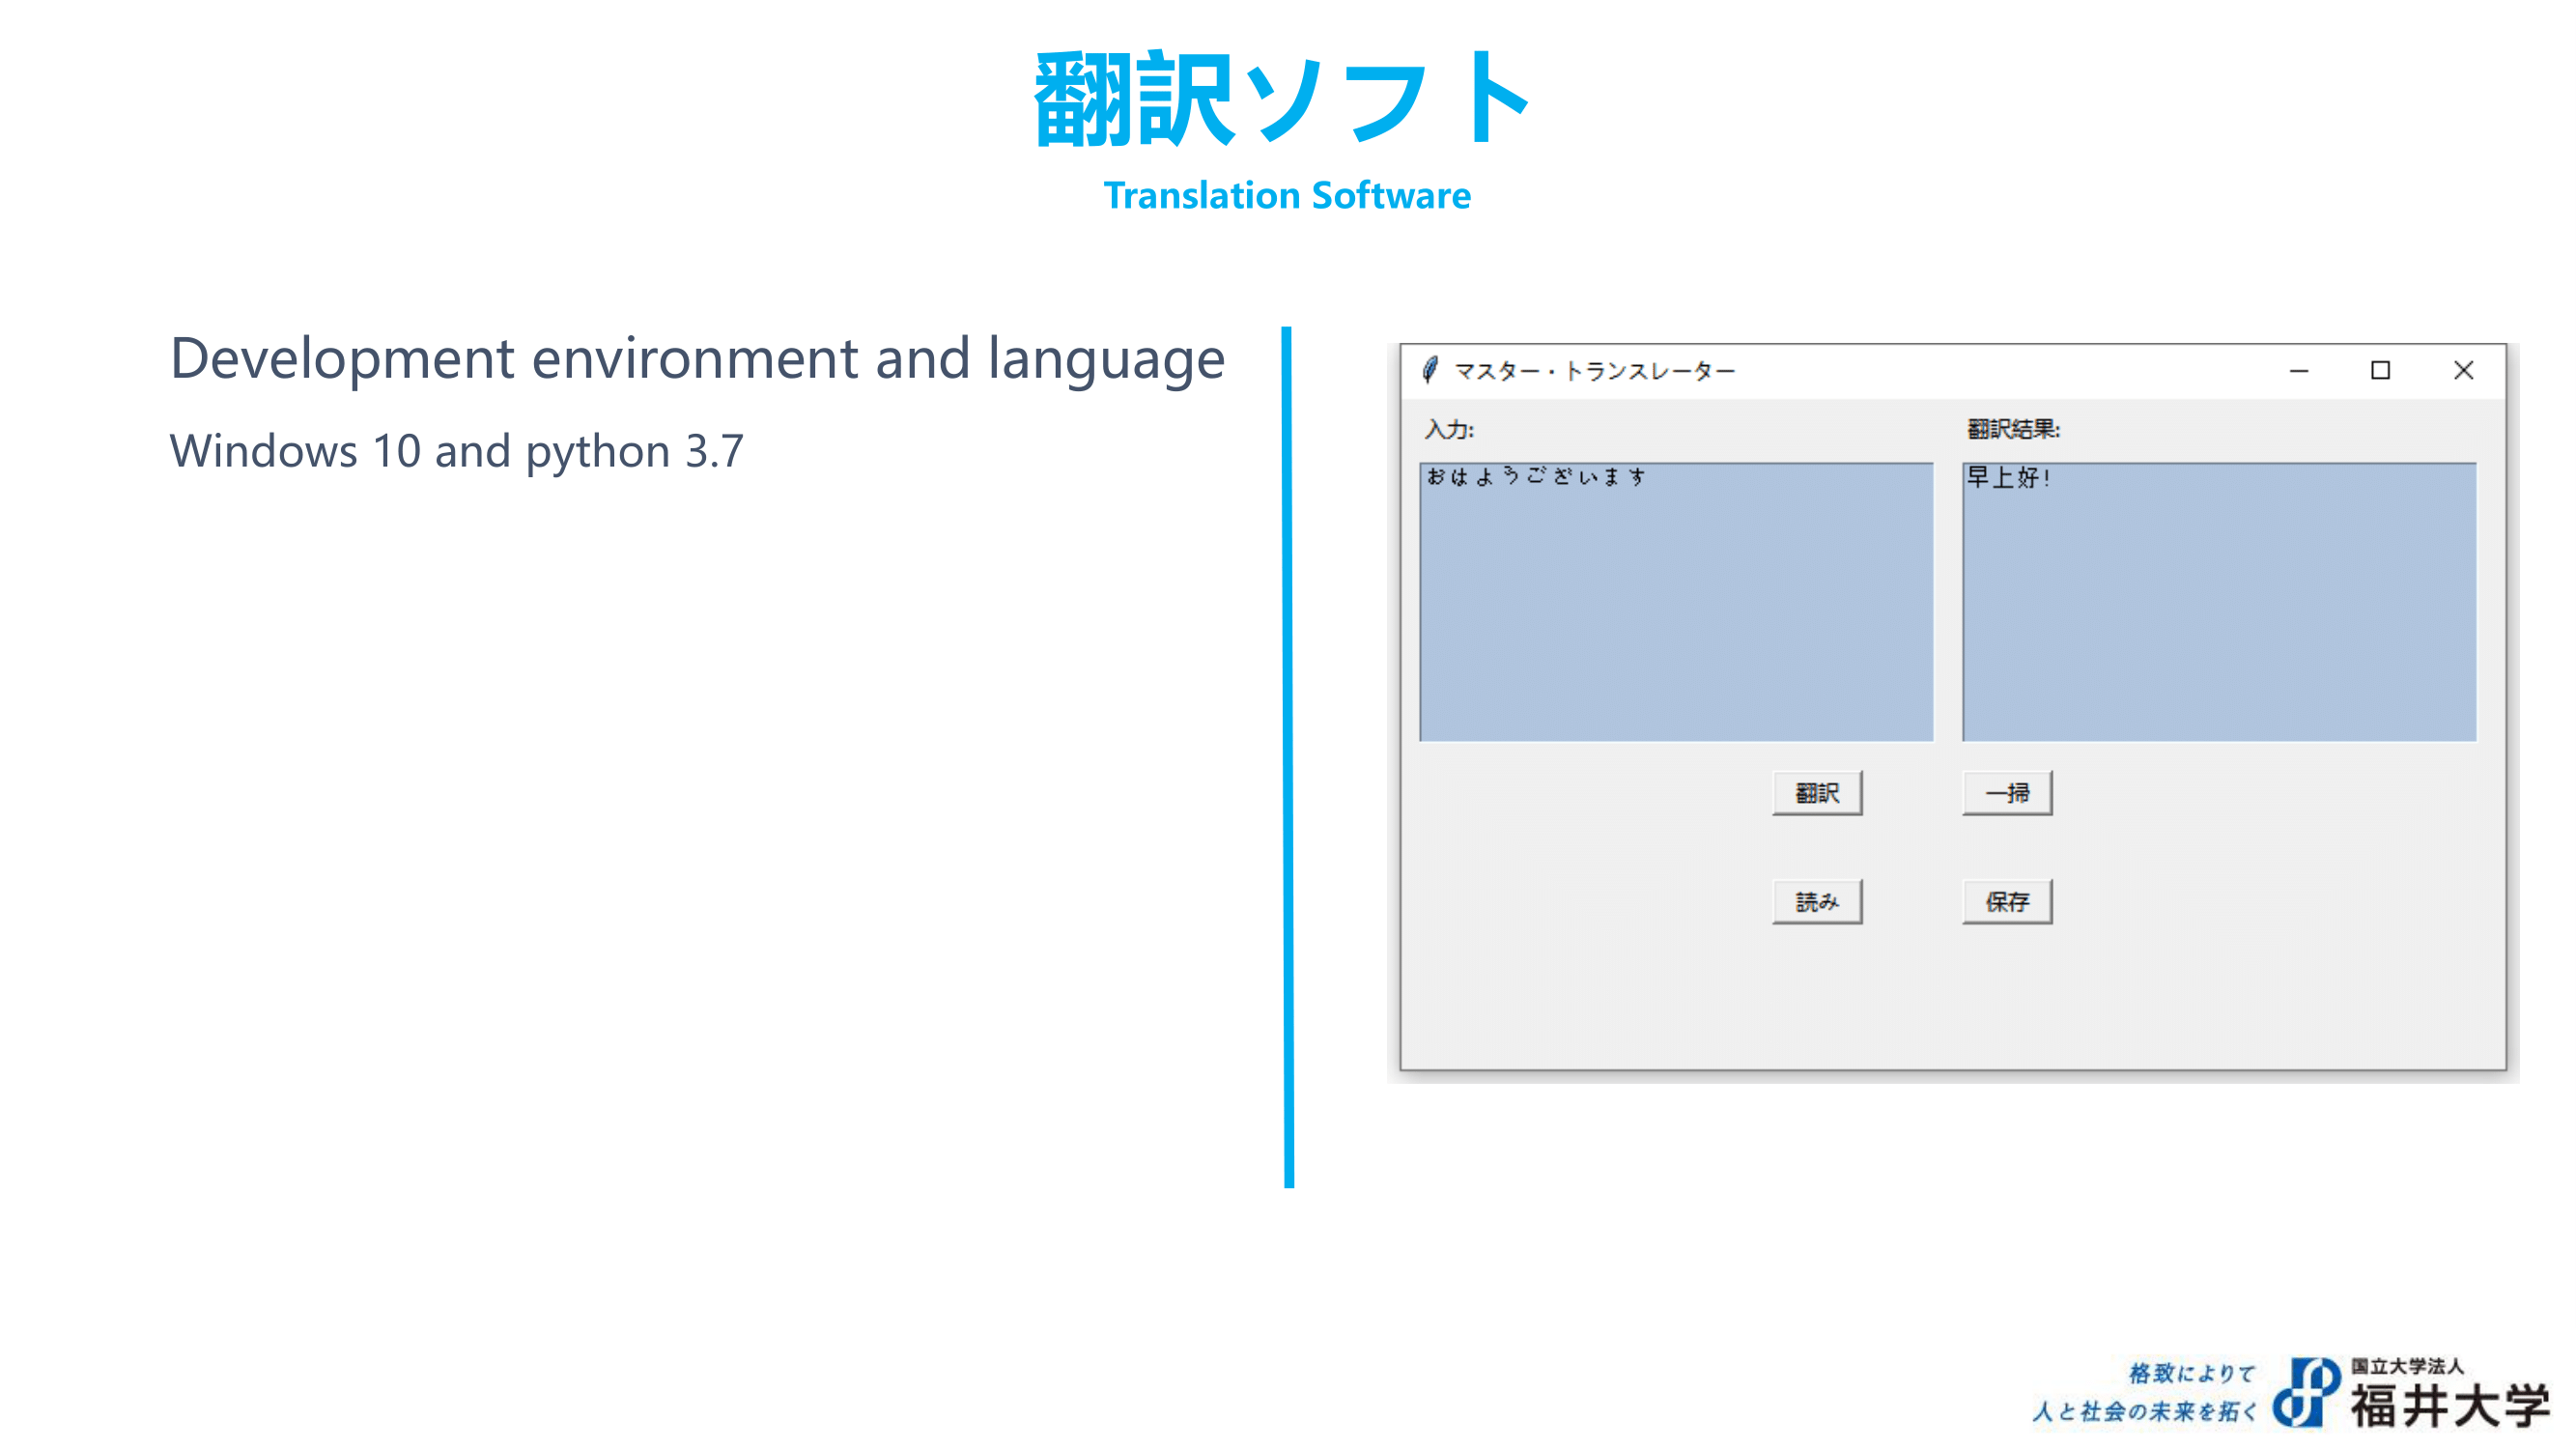 翻訳ソフト
Translation Software
Development environment and language
Windows 10 and python 3.7
マスター・トランスレーター
入力:
翻訳結果:
おはようございます
早上好!
翻訳
一掃
読み
保存
格致によりて
人と社会の未来を拓く
国立大学法人
福井大学